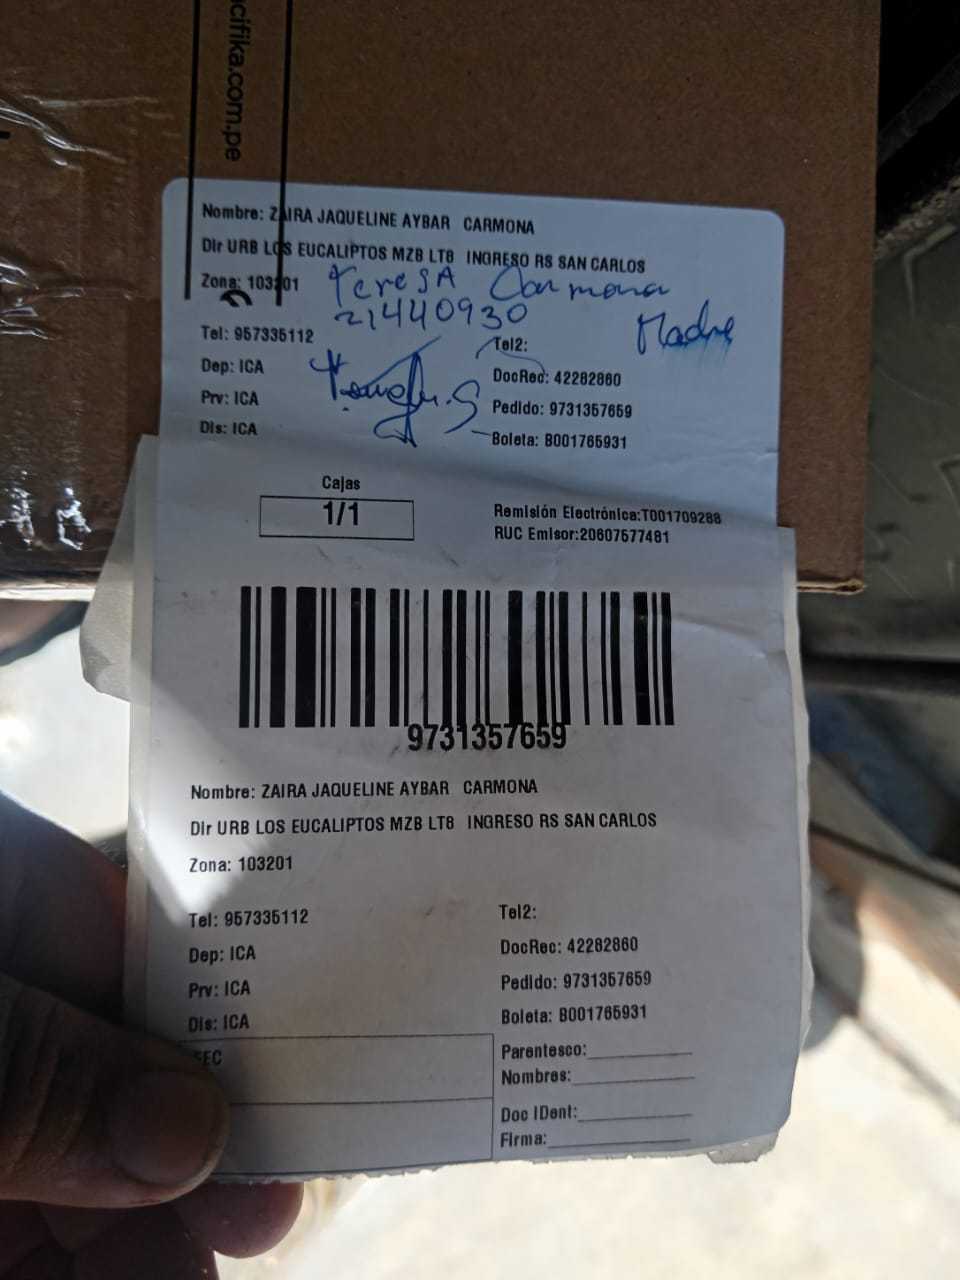 cifika.com.pe
Nombre: ZAIRA JAQUELINE AYBAR CARMONA
Dir URB LOS EUCALIPTOS MZB LT8 INGRESO RS SAN CARLOS
Zona: 103201
Teresa Carmona
21440930
Madre
Tel: 957335112
Tel2:
Dep: ICA
DocRec: 42282860
Prv: ICA
Pedido: 9731357659
Dis: ICA
Boleta: B001765931
Cajas
1/1
Remisión Electrónica:T001709288
RUC Emisor:20607577481
9731357659
Nombre: ZAIRA JAQUELINE AYBAR CARMONA
Dir URB LOS EUCALIPTOS MZB LT8 INGRESO RS SAN CARLOS
Zona: 103201
Tel: 957335112
Tel2:
Dep: ICA
DocRec: 42282860
Prv: ICA
Pedido: 9731357659
Dis: ICA
Boleta: B001765931
SEC
Parentesco:
Nombres:
Doc IDent:
Firma: